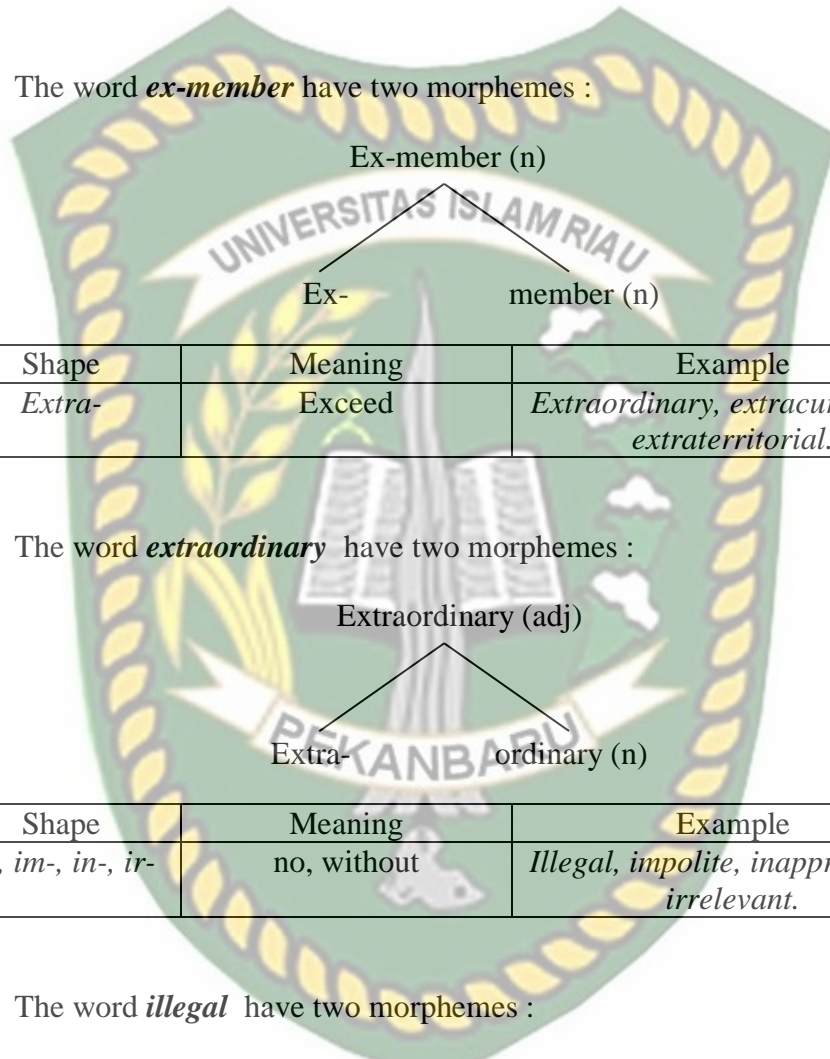 The word ex-member have two morphemes :
Ex-member (n)
UNIVERSITAS ISLAM RIAU
Ex- member (n)
Shape Meaning Example
Extra- Exceed Extraordinary,
extraterritorial.
The word extraordinary have two morphemes :
Extraordinary (adj)
PEKANBARU
Extra- ordinary (n)
Shape Meaning Example
im-, in-, ir- no, without Illegal, impolite,
irrelevant.
The word illegal have two morphemes :